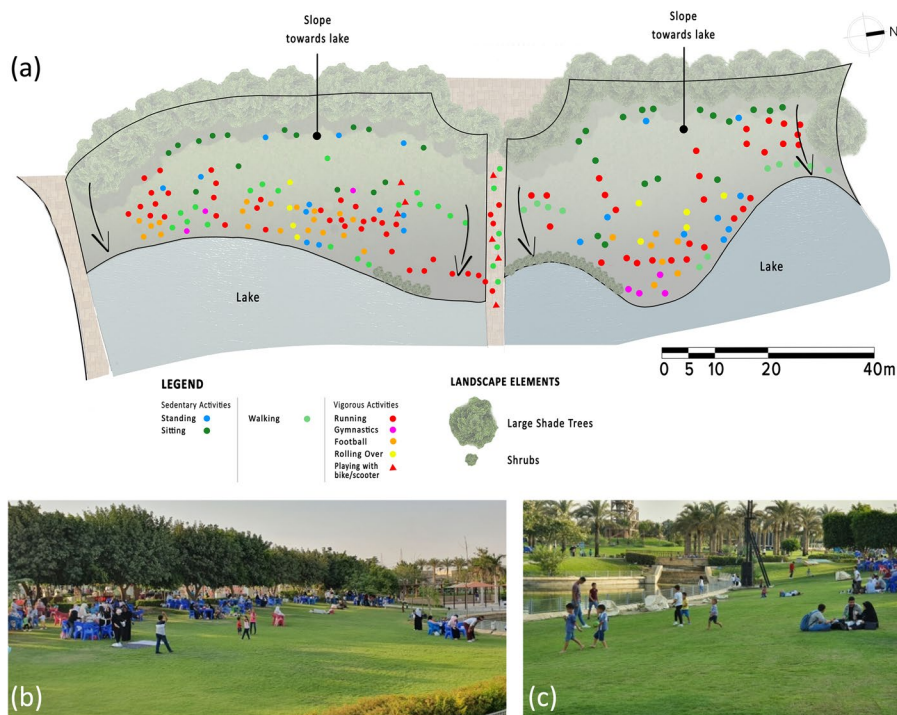 (a)
Slope
towards lake
Slope
towards lake
N
Lake
Lake
0 5 10 20 40m
LEGEND
Sedentary Activities
Standing
Sitting
Walking
Vigorous Activities
Running
Gymnastics
Football
Rolling Over
Playing with
bike/scooter
LANDSCAPE ELEMENTS
Large Shade Trees
Shrubs
(b)
(c)